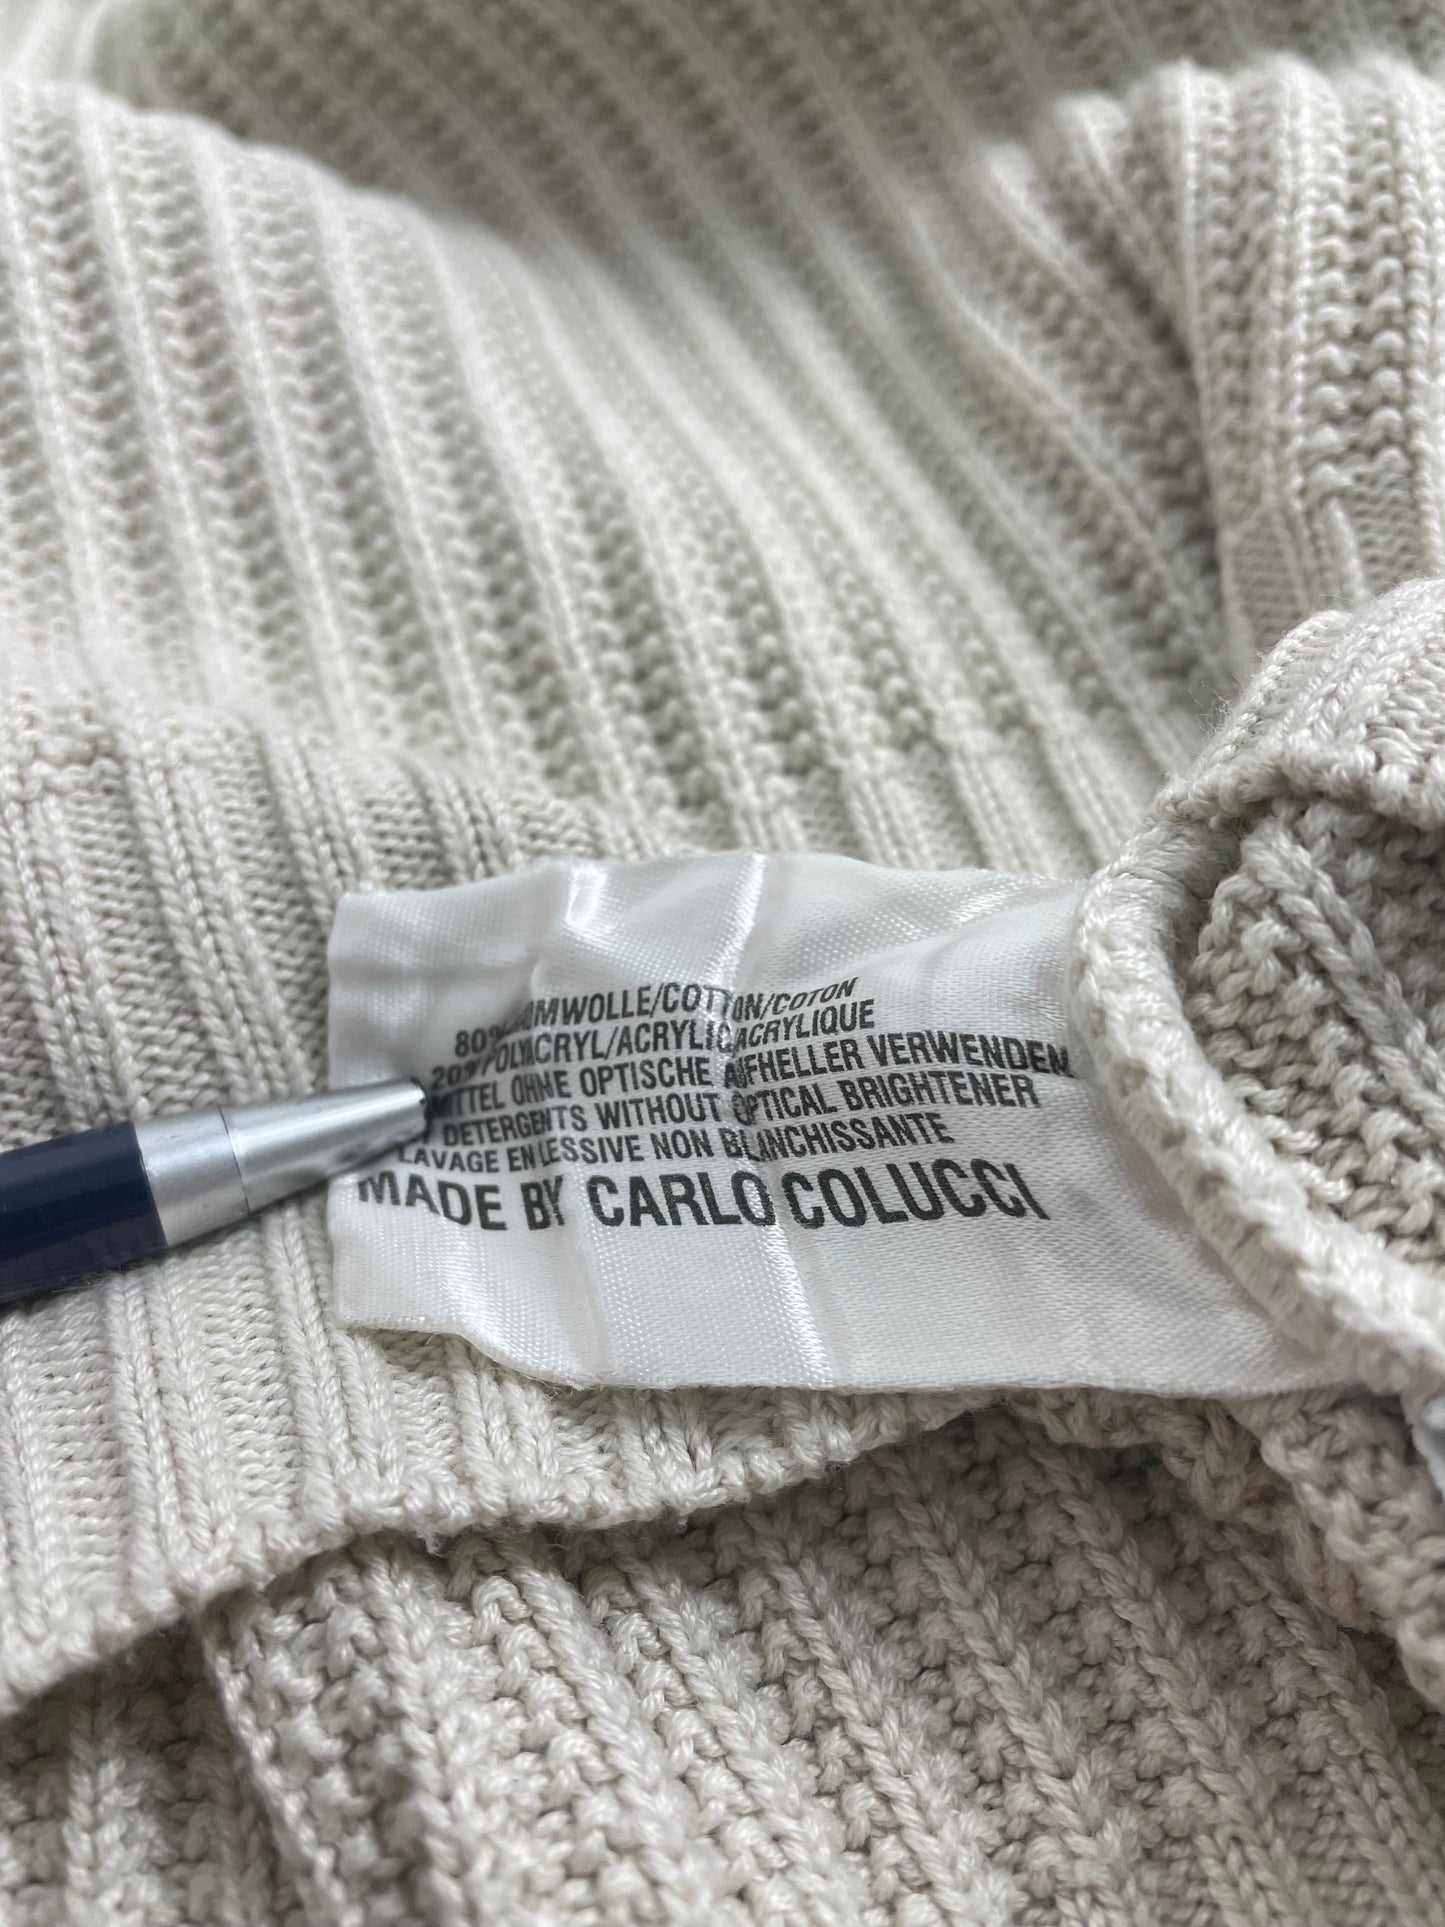 80% BAUMWOLLE/COTTON/COTON
20% POLYACRYL/ACRYLIC/ACRYLIQUE
MITTEL OHNE OPTISCHE AUFHELLER VERWENDEN
DETERGENTS WITHOUT OPTICAL BRIGHTENER
LAVAGE EN LESSIVE NON BLANCHISSANTE
MADE BY CARLO COLUCCI